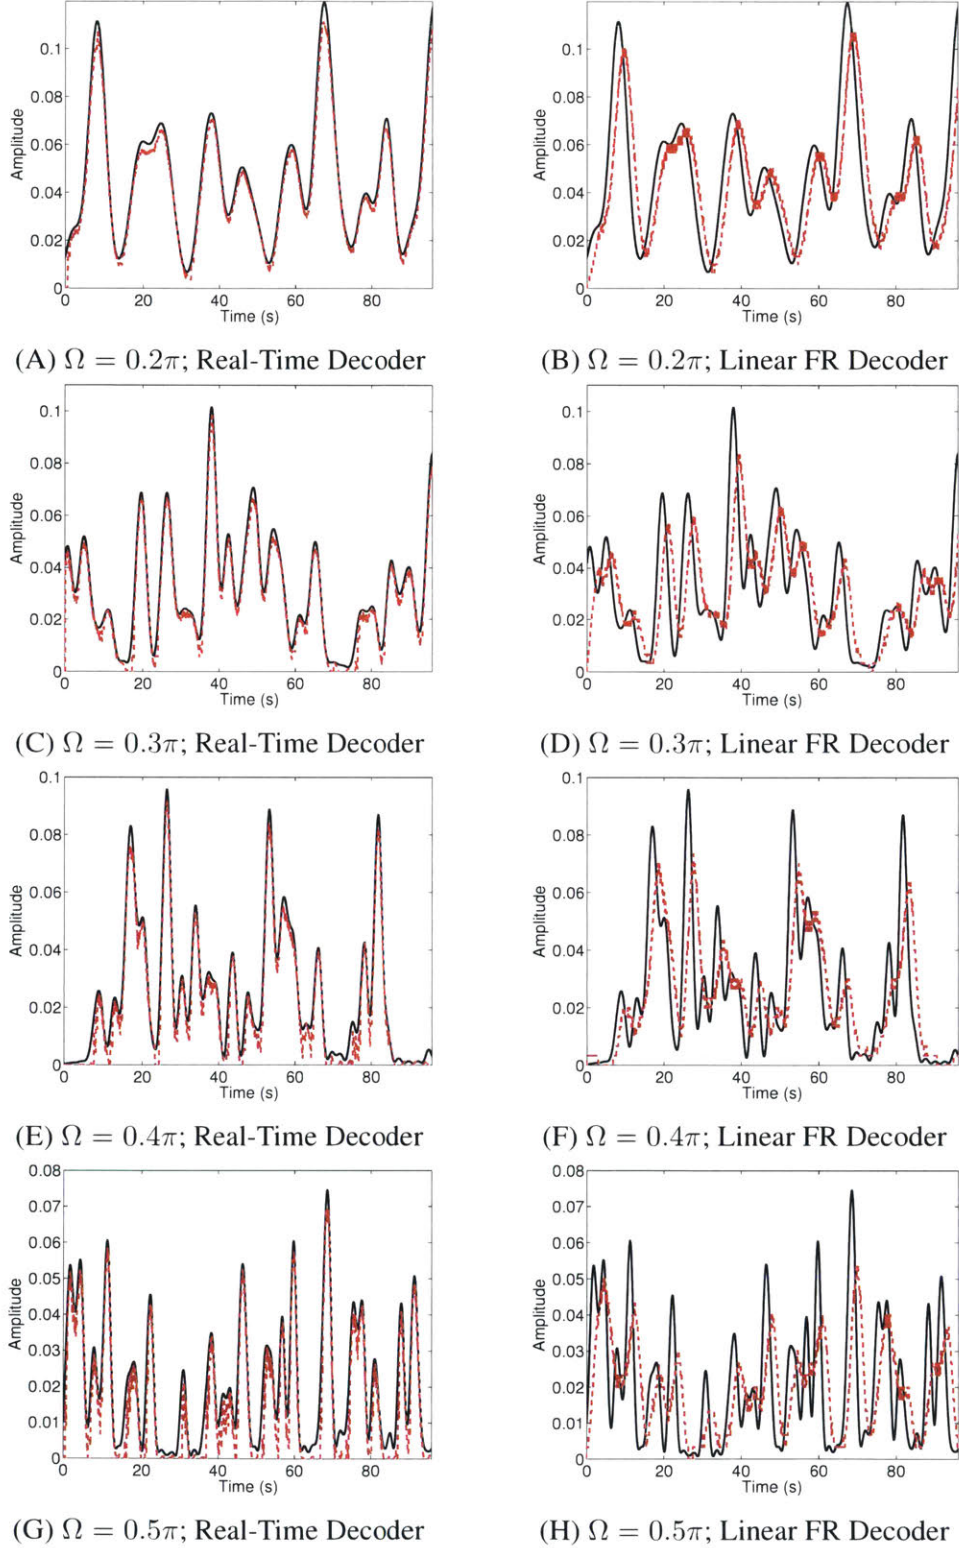 Amplitude
0.1
0.08
0.06
0.04
0.02
0
0 20 40 60 80
Time (s)
(A) Ω = 0.2π; Real-Time Decoder
Amplitude
0.1
0.08
0.06
0.04
0.02
0
0 20 40 60 80
Time (s)
(B) Ω = 0.2π; Linear FR Decoder
Amplitude
0.1
0.08
0.06
0.04
0.02
0
0 20 40 60 80
Time (s)
(C) Ω = 0.3π; Real-Time Decoder
Amplitude
0.1
0.08
0.06
0.04
0.02
0
0 20 40 60 80
Time (s)
(D) Ω = 0.3π; Linear FR Decoder
Amplitude
0.1
0.08
0.06
0.04
0.02
0
0 20 40 60 80
Time (s)
(E) Ω = 0.4π; Real-Time Decoder
Amplitude
0.1
0.08
0.06
0.04
0.02
0
0 20 40 60 80
Time (s)
(F) Ω = 0.4π; Linear FR Decoder
Amplitude
0.08
0.07
0.06
0.05
0.04
0.03
0.02
0.01
0
0 20 40 60 80
Time (s)
(G) Ω = 0.5π; Real-Time Decoder
Amplitude
0.08
0.07
0.06
0.05
0.04
0.03
0.02
0.01
0
0 20 40 60 80
Time (s)
(H) Ω = 0.5π; Linear FR Decoder